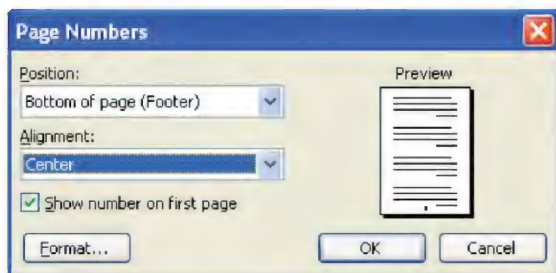 Page Numbers
Position:
Preview
Bottom of page (Footer)
Alignment:
Center
Show number on first page
Format...
OK
Cancel